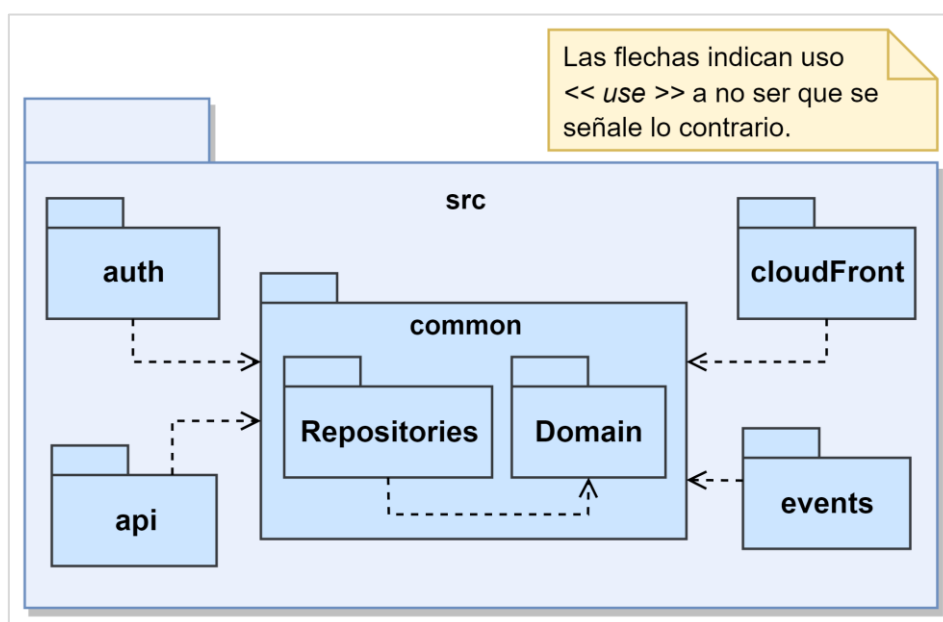 Las flechas indican uso
<< use >> a no ser que se
señale lo contrario.
src
auth
cloudFront
common
Repositories
Domain
api
events